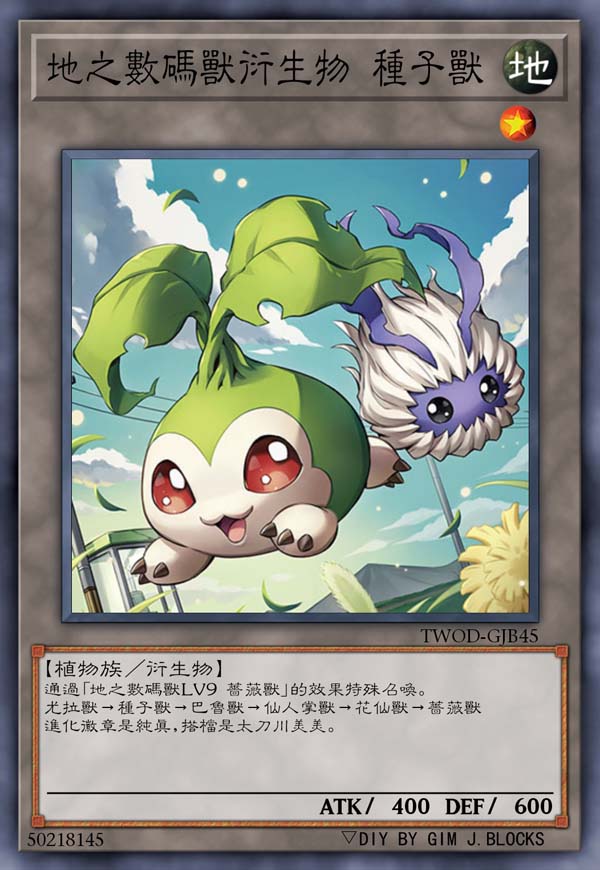 地之數碼獸衍生物 種子獸
地
TWOD-GJB45
【植物族／衍生物】
通過「地之數碼獸LV9 薔薇獸」的效果特殊召喚。
尤拉獸→種子獸→巴魯獸→仙人掌獸→花仙獸→薔薇獸
進化徽章是純真,搭檔是太刀川美美。
ATK/ 400 DEF/ 600
50218145
▽DIY BY GIM J.BLOCKS